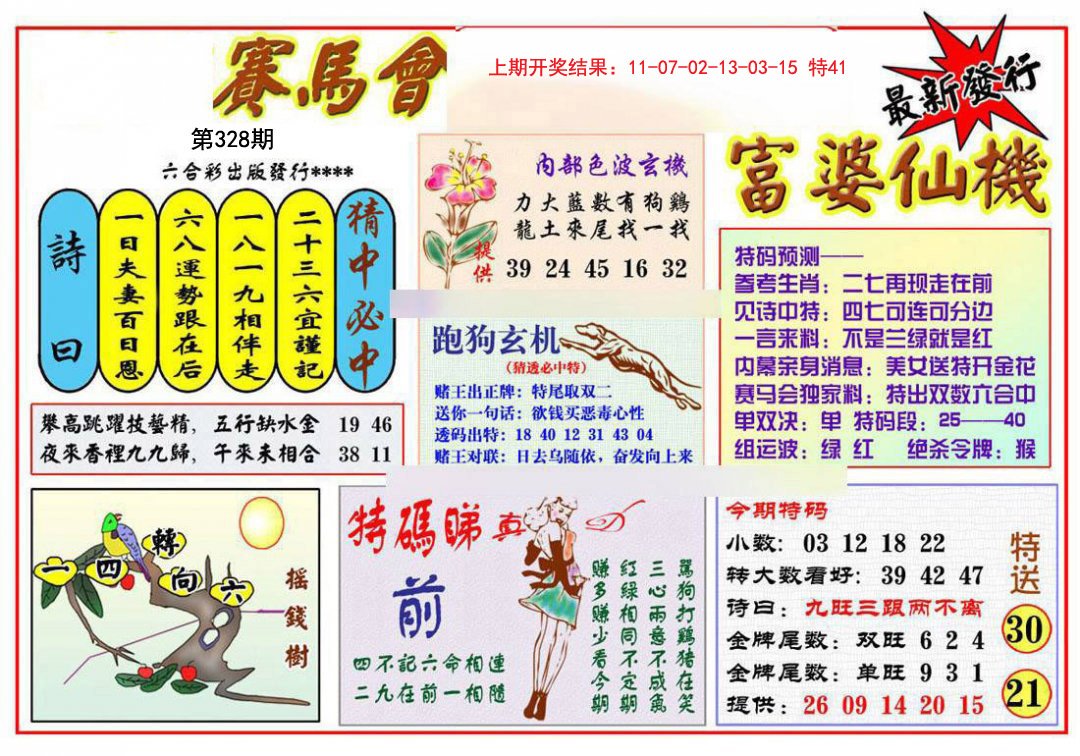 賽馬會
上期开奖结果：11-07-02-13-03-15 特41
最新發行
第328期
六合彩出版發行****
富婆仙機
詩曰
一日夫妻百日恩
六八運勢跟在后
一八一九相伴走
二十三六宜謹記
猜中必中
內部色波玄機
力大藍數有狗鷄
龍土來尾找一找
提供
39 24 45 16 32
跑狗玄机
（猪透必中特）
赌王出正牌：特尾取双二
送你一句话：欲钱买恶毒心性
透码出特：18 40 12 31 43 04
赌王对联：日去乌随依，奋发向上来
特码预测——
参考生肖：二七再现走在前
见诗中特：四七可连可分边
一言来料：不是兰绿就是红
内幕亲身消息：美女送特开金花
赛马会独家料：特出双数六合中
单双决：单 特码段：25——40
组运波：绿 红 绝杀令牌：猴
攀高跳躍技藝精，五行缺水金 19 46
夜來香裡九九歸，午來未相合 38 11
一四轉向六
摇錢樹
特碼睇真D
前
四不記六命相連
二九在前一相隨
罵狗打鷄猪在笑
三心兩意不成魚
红绿相同不定期
赚多赚少看今期
今期特码
小数：03 12 18 22
转大数看好：39 42 47
诗曰：九旺三跟两不离
金牌尾数：双旺 6 2 4
金牌尾数：单旺 9 3 1
提供：26 09 14 20 15
特送
30
21